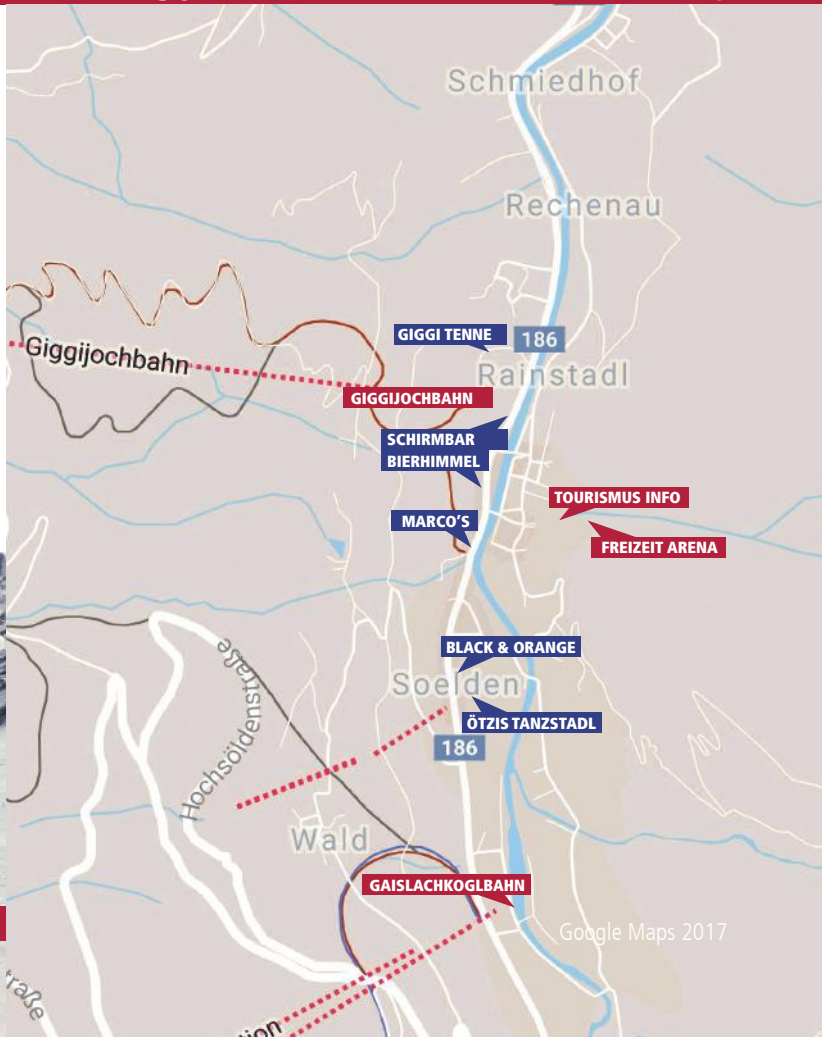 Schmiedhof
Rechenau
GIGGI TENNE
186
Giggijochbahn
Rainstadl
GIGGIJOCHBAHN
SCHIRMBAR
BIERHIMMEL
TOURISMUS INFO
MARCO'S
FREIZEIT ARENA
BLACK & ORANGE
Hochsöldenstraße
Soelden
ÖTZIS TANZSTADL
186
Wald
GAISLACHKOGLBAHN
Google Maps 2017